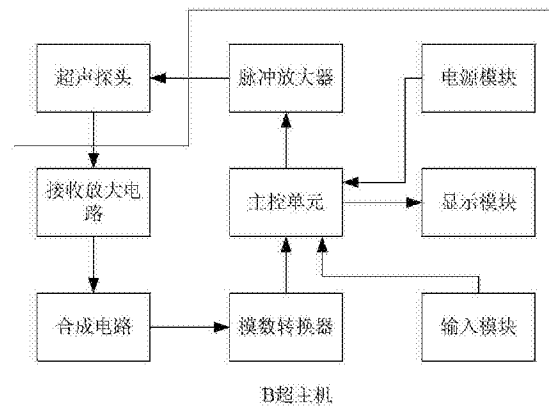 超声探头
脉冲放大器
电源模块
接收放大电
路
主控单元
显示模块
合成电路
模数转换器
输入模块
B超主机